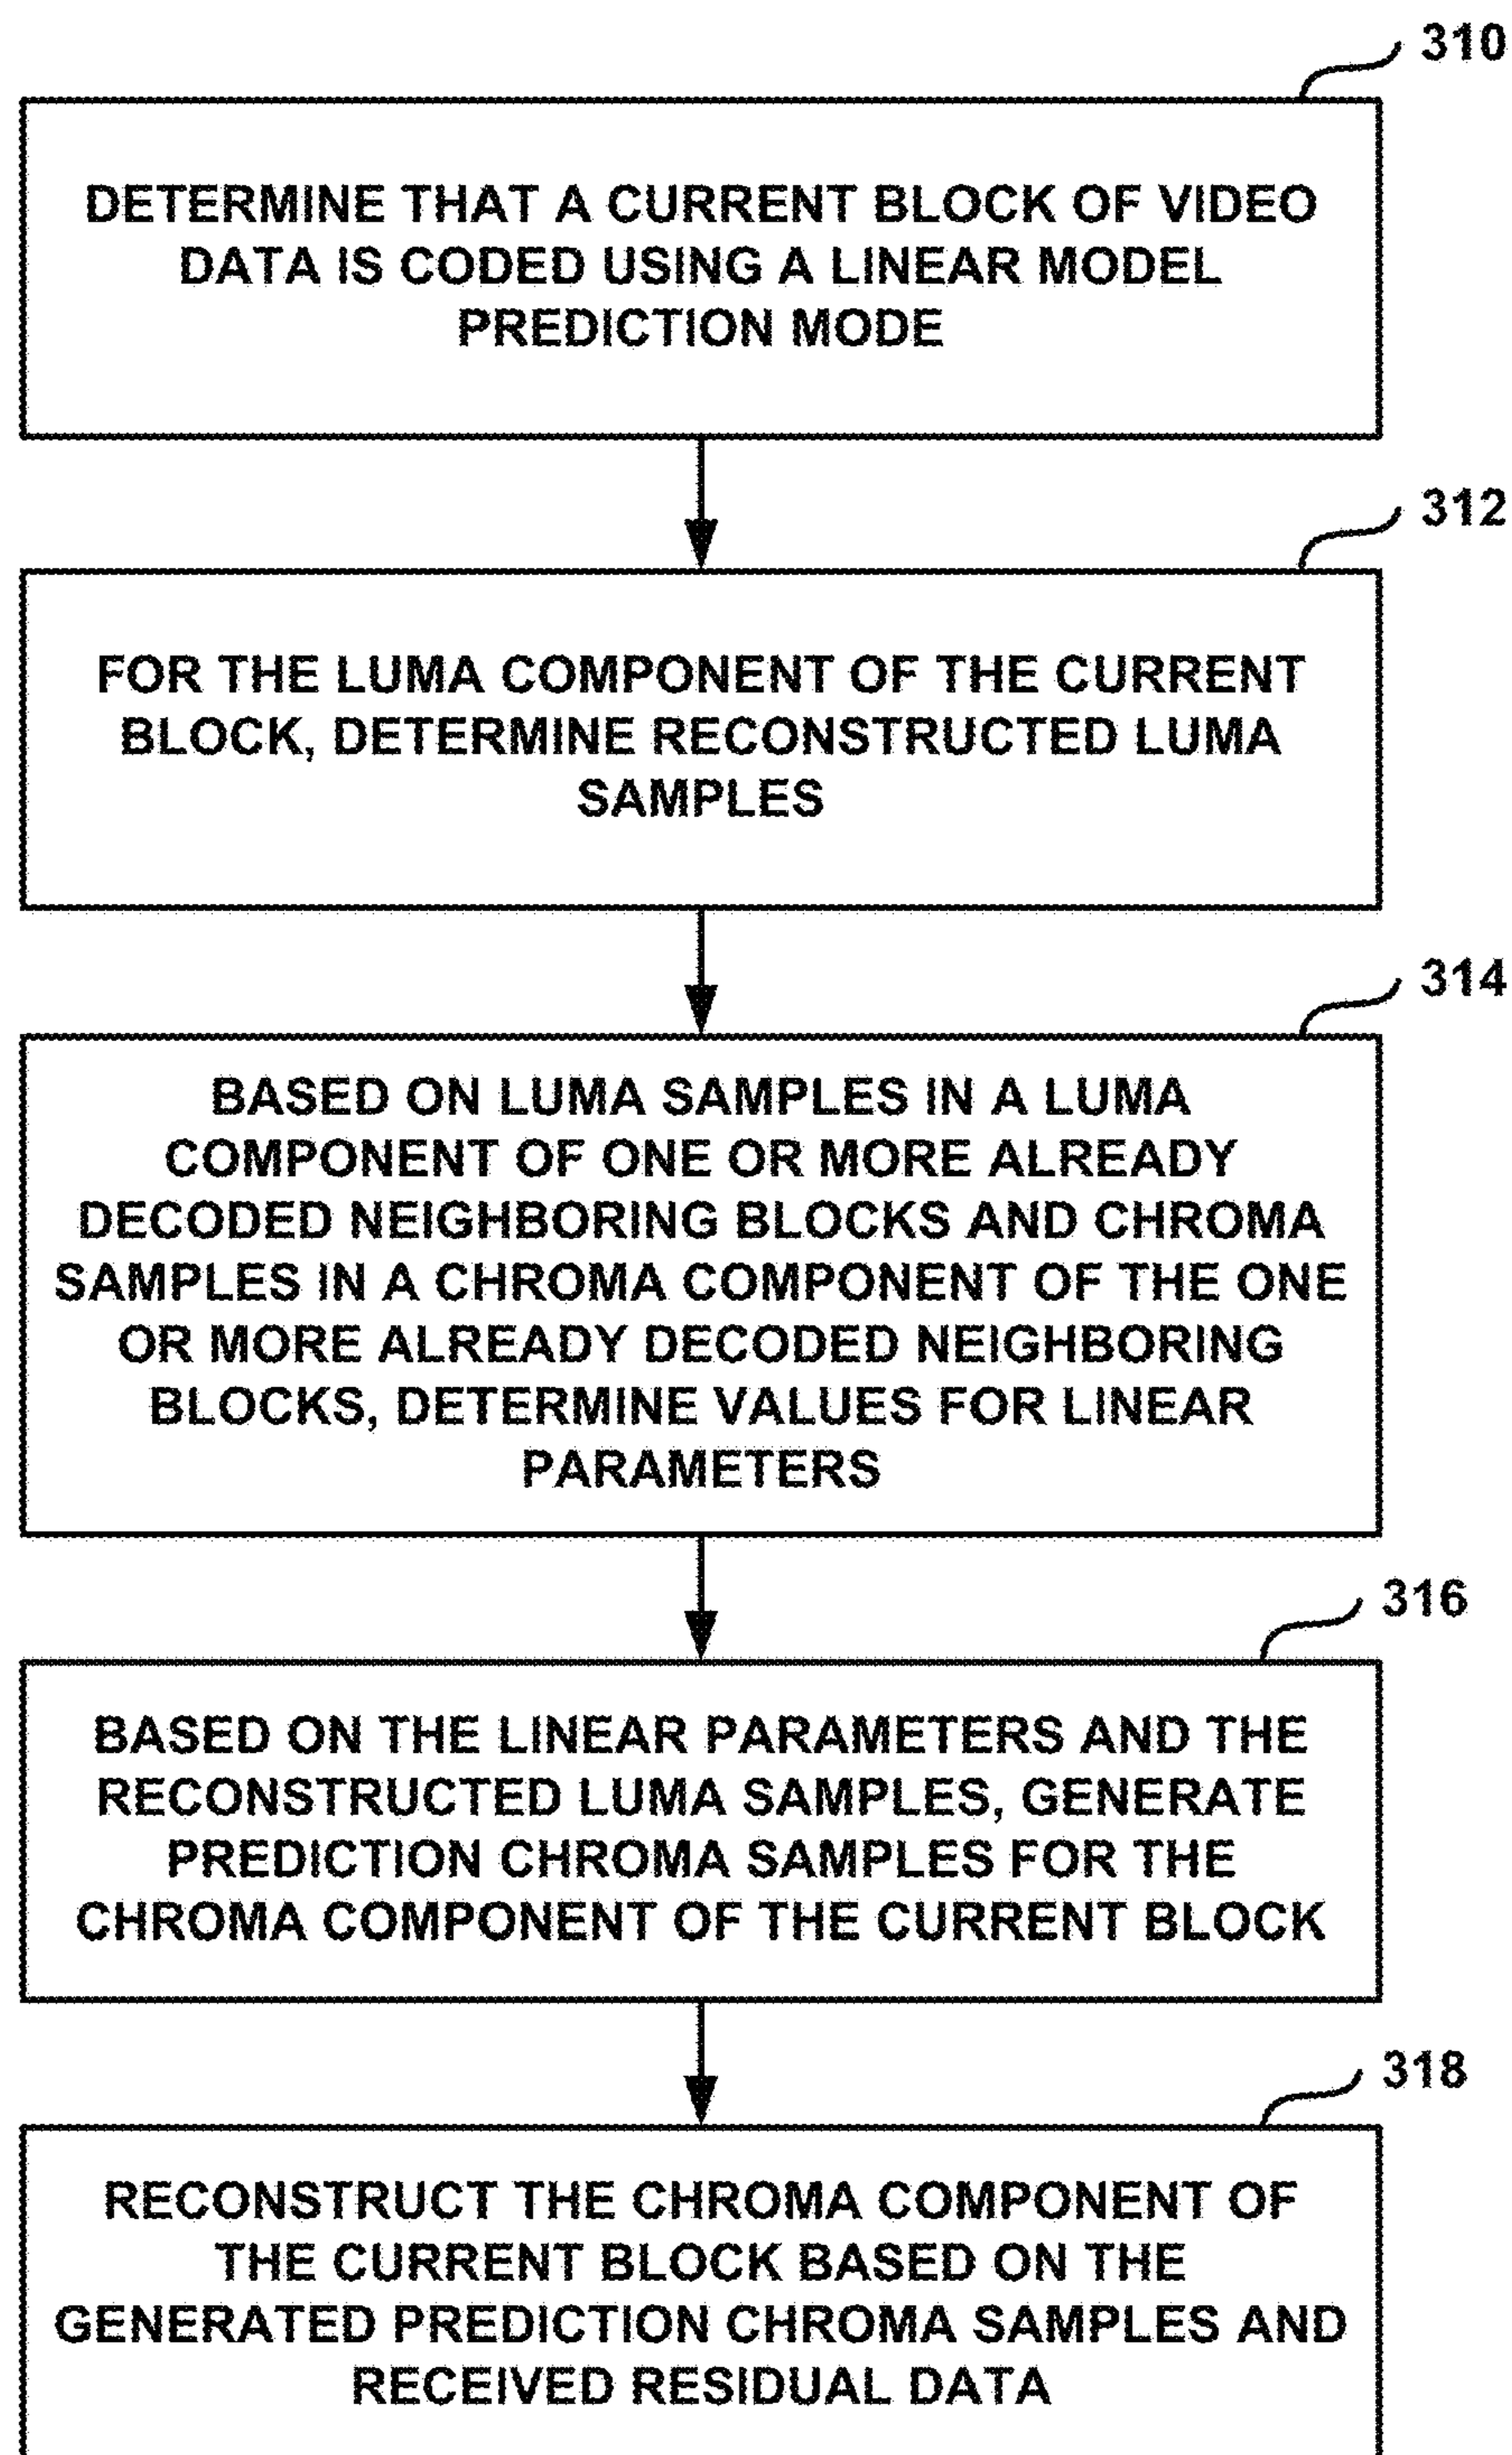 310
DETERMINE THAT A CURRENT BLOCK OF VIDEO
DATA IS CODED USING A LINEAR MODEL
PREDICTION MODE
312
FOR THE LUMA COMPONENT OF THE CURRENT
BLOCK, DETERMINE RECONSTRUCTED LUMA
SAMPLES
314
BASED ON LUMA SAMPLES IN A LUMA
COMPONENT OF ONE OR MORE ALREADY
DECODED NEIGHBORING BLOCKS AND CHROMA
SAMPLES IN A CHROMA COMPONENT OF THE ONE
OR MORE ALREADY DECODED NEIGHBORING
BLOCKS, DETERMINE VALUES FOR LINEAR
PARAMETERS
316
BASED ON THE LINEAR PARAMETERS AND THE
RECONSTRUCTED LUMA SAMPLES, GENERATE
PREDICTION CHROMA SAMPLES FOR THE
CHROMA COMPONENT OF THE CURRENT BLOCK
318
RECONSTRUCT THE CHROMA COMPONENT OF
THE CURRENT BLOCK BASED ON THE
GENERATED PREDICTION CHROMA SAMPLES AND
RECEIVED RESIDUAL DATA